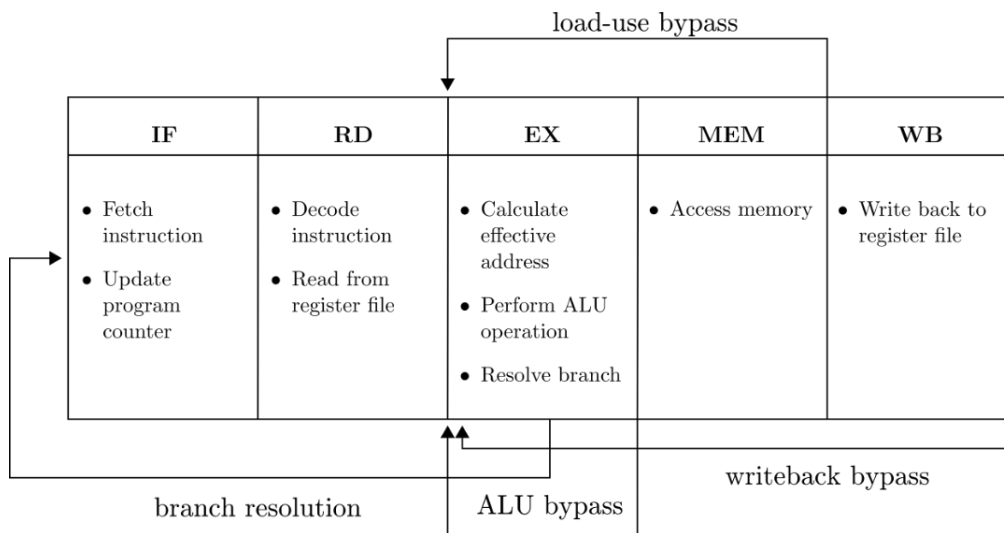 load-use bypass
IF
RD
EX
MEM
WB
• Fetch
instruction
• Update
program
counter
• Decode
instruction
• Read from
register file
• Calculate
effective
address
• Perform ALU
operation
• Resolve branch
• Access memory
• Write back to
register file
branch resolution
ALU bypass
writeback bypass